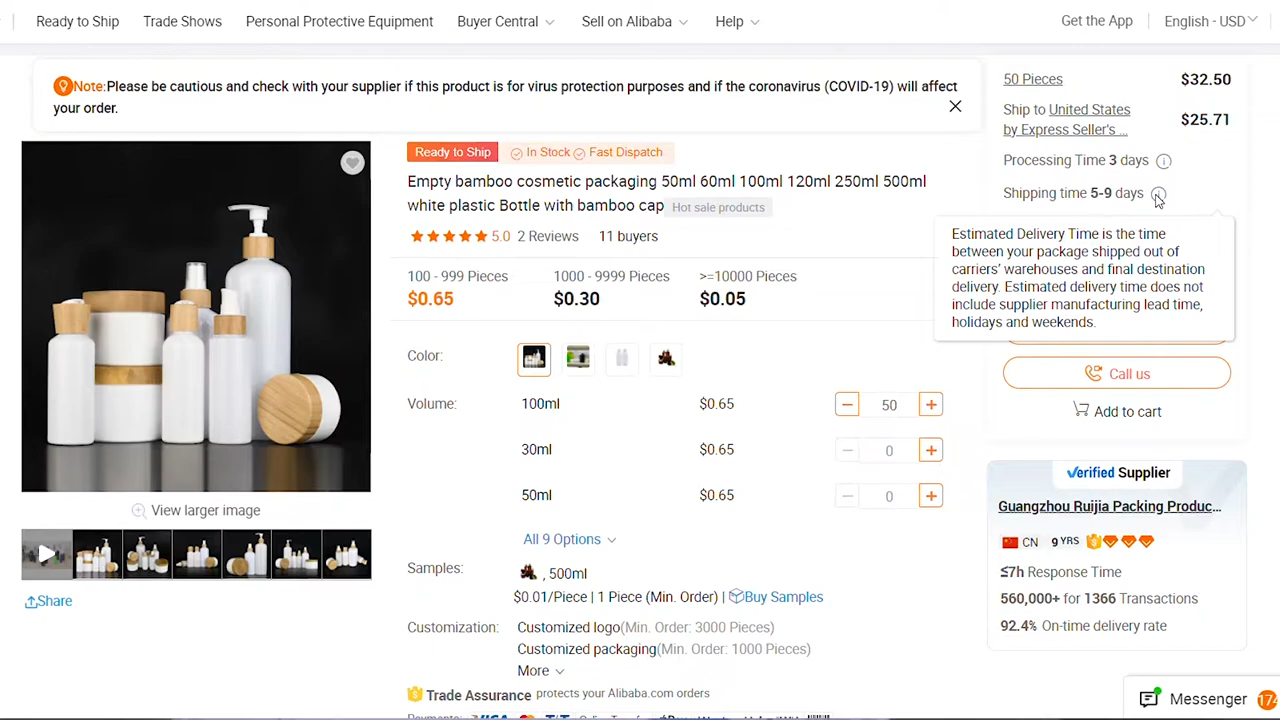 Ready to Ship Trade Shows Personal Protective Equipment Buyer Central Sell on Alibaba Help Get the App English - USD
Note:Please be cautious and check with your supplier if this product is for virus protection purposes and if the coronavirus (COVID-19) will affect
your order.
Ready to Ship In Stock Fast Dispatch
Empty bamboo cosmetic packaging 50ml 60ml 100ml 120ml 250ml 500ml
white plastic Bottle with bamboo cap Hot sale products
5.0 2 Reviews 11 buyers
100 - 999 Pieces 1000 - 9999 Pieces >=10000 Pieces
$0.65 $0.30 $0.05
Color:
Volume: 100ml $0.65 50
30ml $0.65 0
50ml $0.65 0
All 9 Options
Samples: , 500ml
$0.01/Piece | 1 Piece (Min. Order) | Buy Samples
Customization: Customized logo(Min. Order: 3000 Pieces)
Customized packaging(Min. Order: 1000 Pieces)
More
Trade Assurance protects your Alibaba.com orders
View larger image
Share
50 Pieces $32.50
Ship to United States
by Express Seller's ... $25.71
Processing Time 3 days
Shipping time 5-9 days
Estimated Delivery Time is the time
between your package shipped out of
carriers' warehouses and final destination
delivery. Estimated delivery time does not
include supplier manufacturing lead time,
holidays and weekends.
Call us
Add to cart
Verified Supplier
Guangzhou Ruijia Packing Produc...
CN 9 YRS
≤7h Response Time
560,000+ for 1366 Transactions
92.4% On-time delivery rate
Messenger